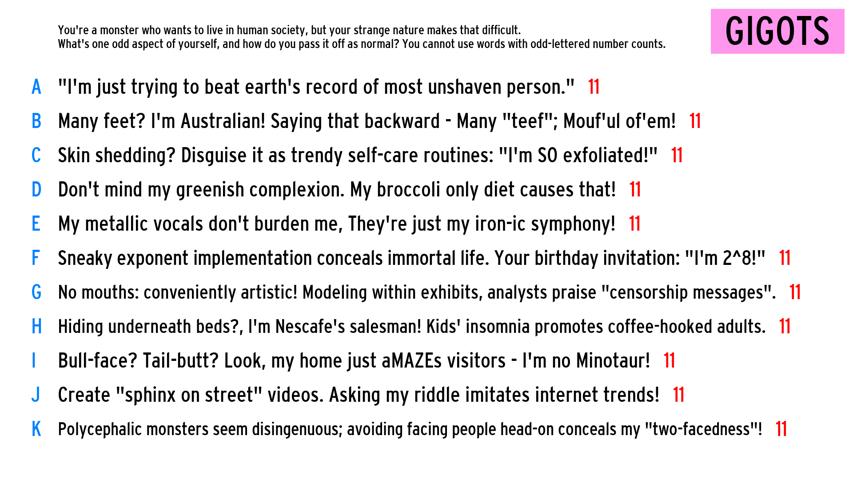 You're a monster who wants to live in human society, but your strange nature makes that difficult.
What's one odd aspect of yourself, and how do you pass it off as normal? You cannot use words with odd-lettered number counts.
GIGOTS
A "I'm just trying to beat earth's record of most unshaven person." 11
B Many feet? I'm Australian! Saying that backward - Many "teef"; Mouf'ul of'em! 11
C Skin shedding? Disguise it as trendy self-care routines: "I'm SO exfoliated!" 11
D Don't mind my greenish complexion. My broccoli only diet causes that! 11
E My metallic vocals don't burden me, They're just my iron-ic symphony! 11
F Sneaky exponent implementation conceals immortal life. Your birthday invitation: "I'm 2^8!" 11
G No mouths: conveniently artistic! Modeling within exhibits, analysts praise "censorship messages". 11
H Hiding underneath beds?, I'm Nescafe's salesman! Kids' insomnia promotes coffee-hooked adults. 11
I Bull-face? Tail-butt? Look, my home just aMAZEs visitors - I'm no Minotaur! 11
J Create "sphinx on street" videos. Asking my riddle imitates internet trends! 11
K Polycephalic monsters seem disingenuous; avoiding facing people head-on conceals my "two-facedness"! 11